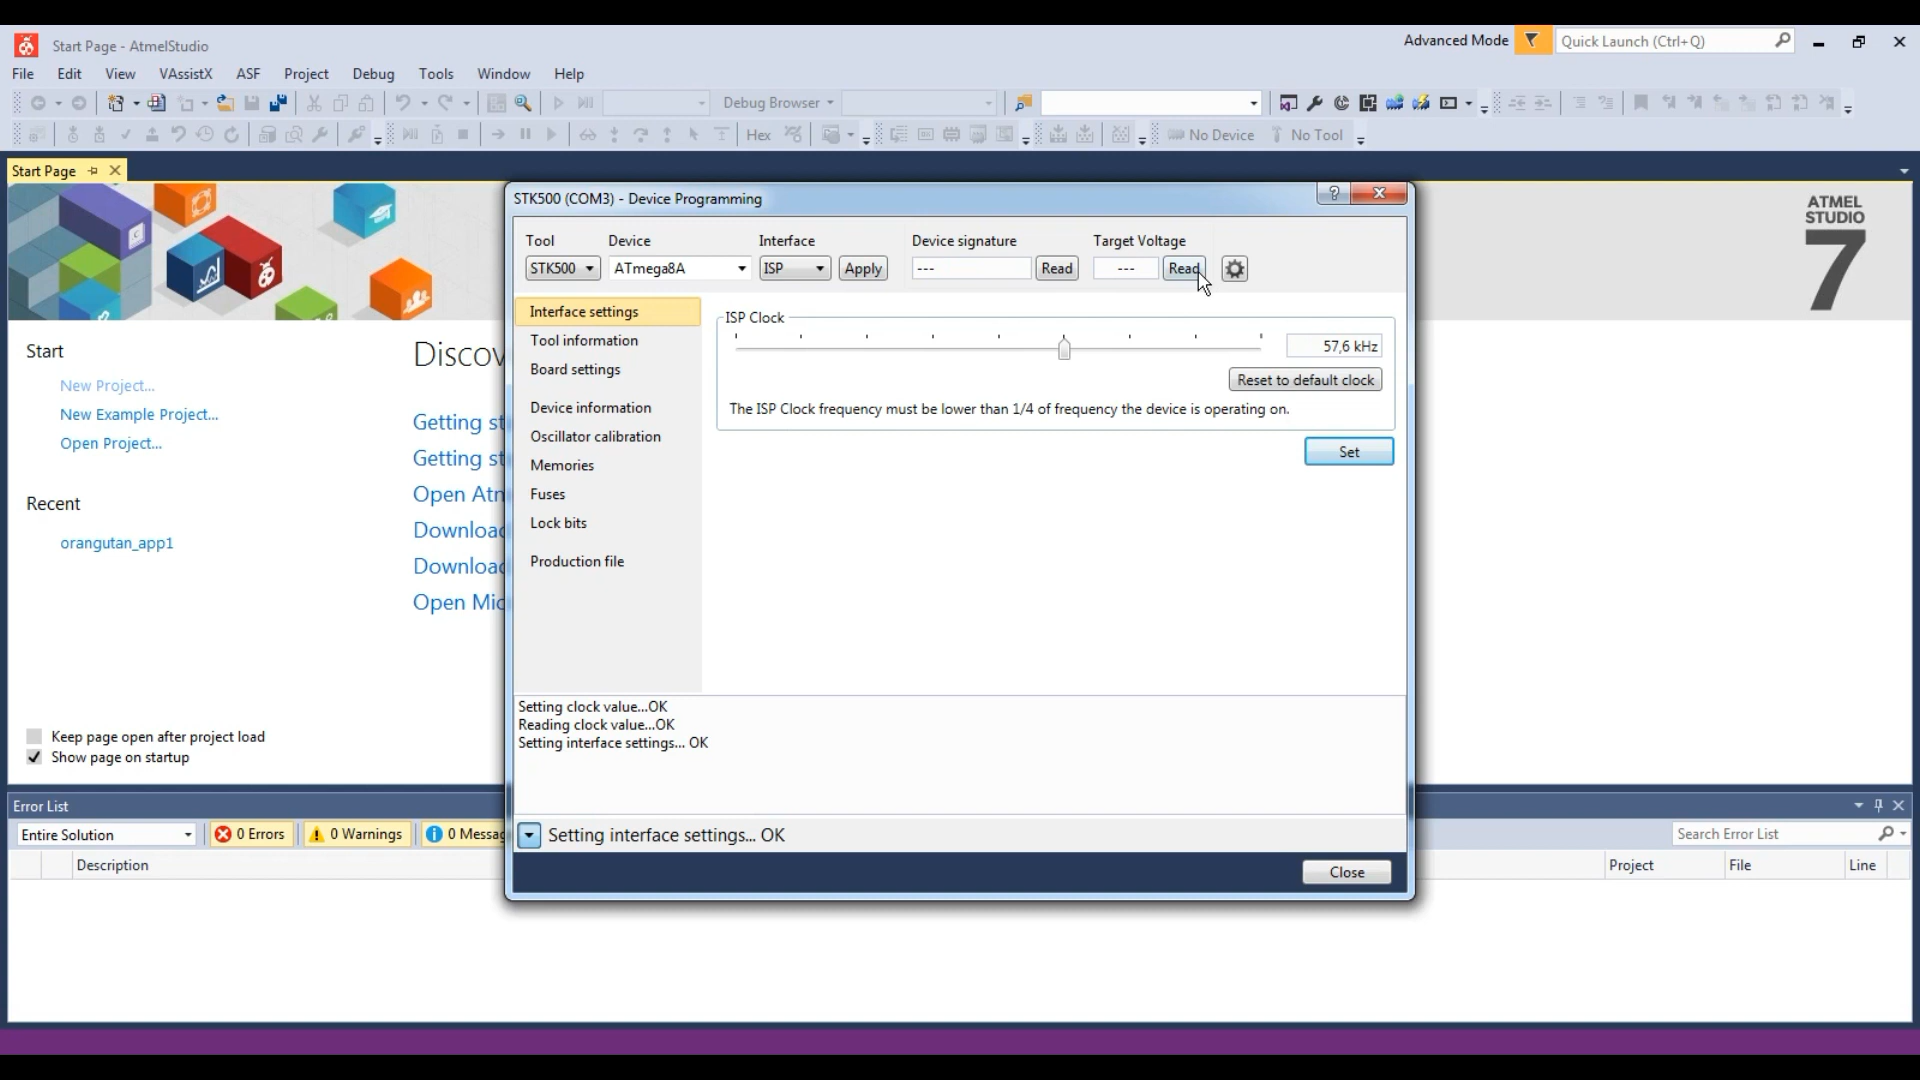 Start Page - AtmelStudio
Advanced Mode
Quick Launch (Ctrl+Q)
File Edit View VAssistX ASF Project Debug Tools Window Help
Debug Browser
Hex
No Device
No Tool
Start Page
ATMEL
STUDIO
7
Start
New Project...
New Example Project...
Open Project...
Recent
orangutan_app1
Keep page open after project load
Show page on startup
Discov
Getting st
Getting st
Open Atn
Downloac
Downloac
Open Mic
STK500 (COM3) - Device Programming
Tool Device Interface Device signature Target Voltage
STK500 ATmega8A ISP Apply --- Read --- Read
Interface settings
Tool information
Board settings
Device information
Oscillator calibration
Memories
Fuses
Lock bits
Production file
ISP Clock
57,6 kHz
Reset to default clock
The ISP Clock frequency must be lower than 1/4 of frequency the device is operating on.
Set
Setting clock value...OK
Reading clock value...OK
Setting interface settings... OK
Setting interface settings... OK
Close
Error List
Entire Solution 0 Errors 0 Warnings 0 Messag
Search Error List
Description Project File Line